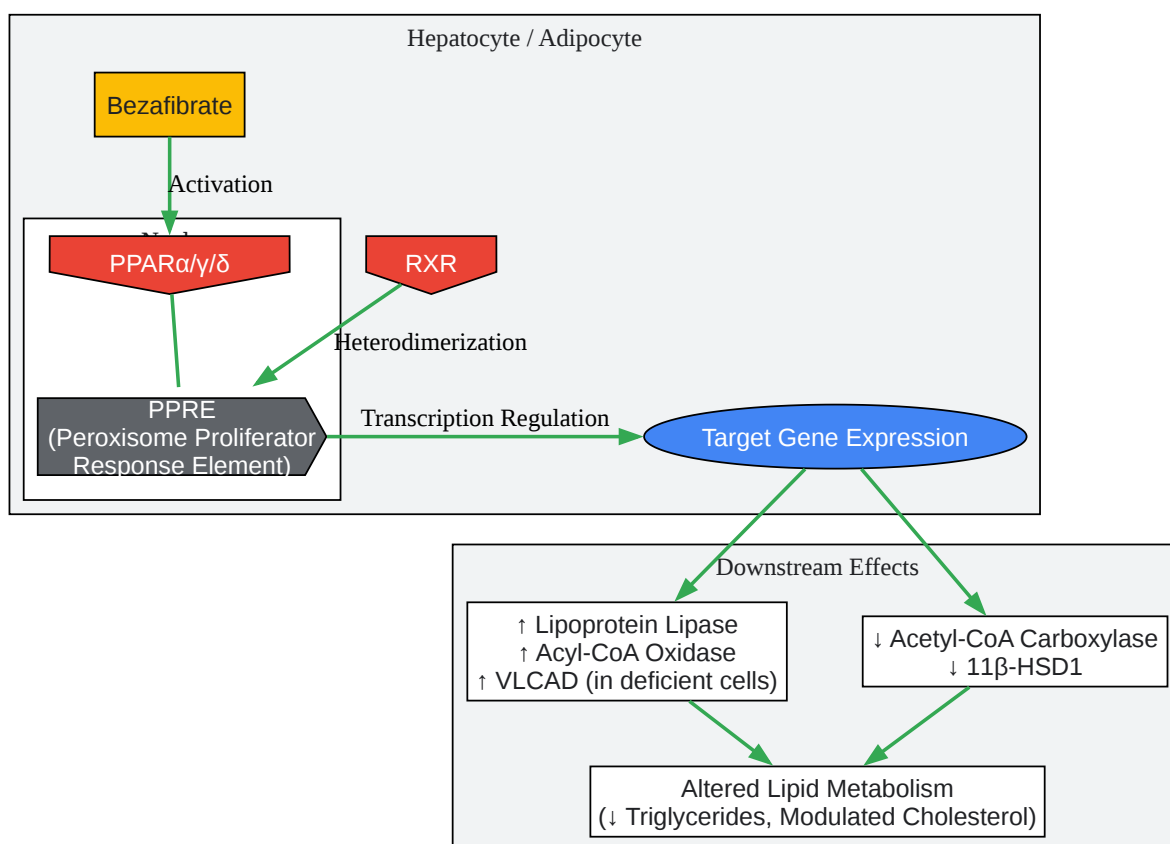 Hepatocyte / Adipocyte
Bezafibrate
Activation
PPARα/γ/δ
RXR
Heterodimerization
PPRE
(Peroxisome Proliferator
Response Element)
Transcription Regulation
Target Gene Expression
Downstream Effects
↑ Lipoprotein Lipase
↑ Acyl-CoA Oxidase
↑ VLCAD (in deficient cells)
↓ Acetyl-CoA Carboxylase
↓ 11β-HSD1
Altered Lipid Metabolism
(↓ Triglycerides, Modulated Cholesterol)